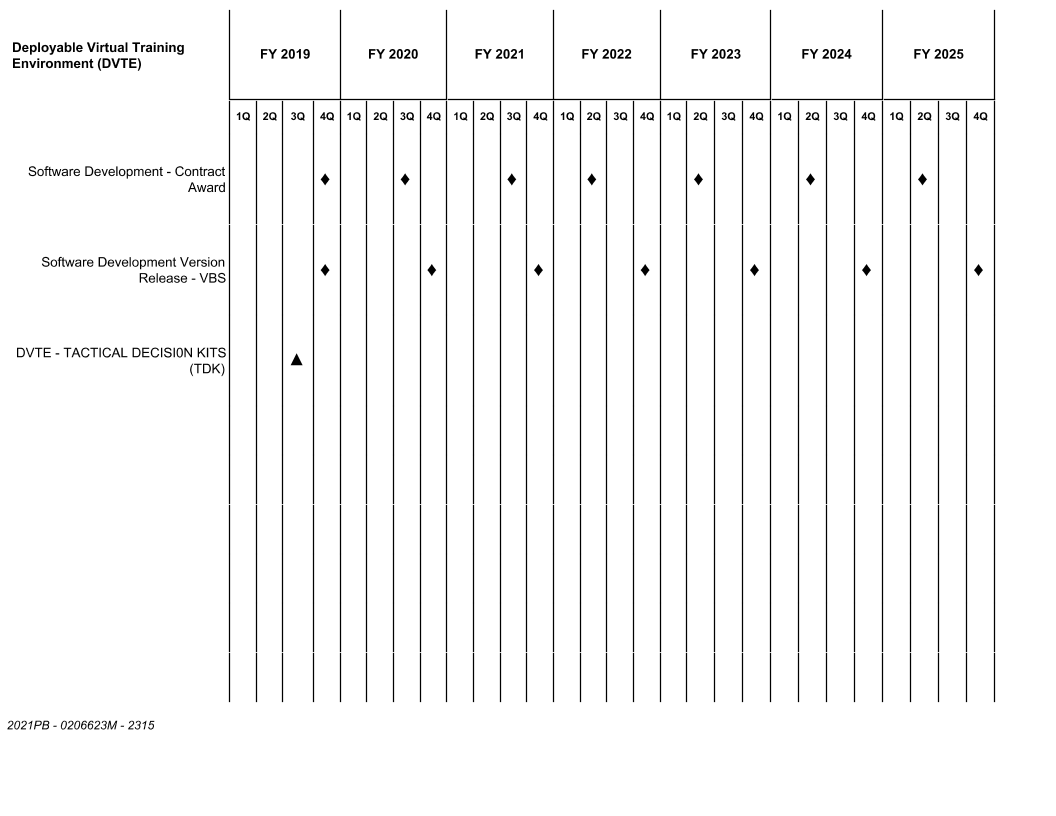 Deployable Virtual Training
Environment (DVTE)
FY 2019 FY 2020 FY 2021 FY 2022 FY 2023 FY 2024 FY 2025
1Q 2Q 3Q 4Q 1Q 2Q 3Q 4Q 1Q 2Q 3Q 4Q 1Q 2Q 3Q 4Q 1Q 2Q 3Q 4Q 1Q 2Q 3Q 4Q 1Q 2Q 3Q 4Q
Software Development - Contract
Award
Software Development Version
Release - VBS
DVTE - TACTICAL DECISI0N KITS
(TDK)
2021PB - 0206623M - 2315